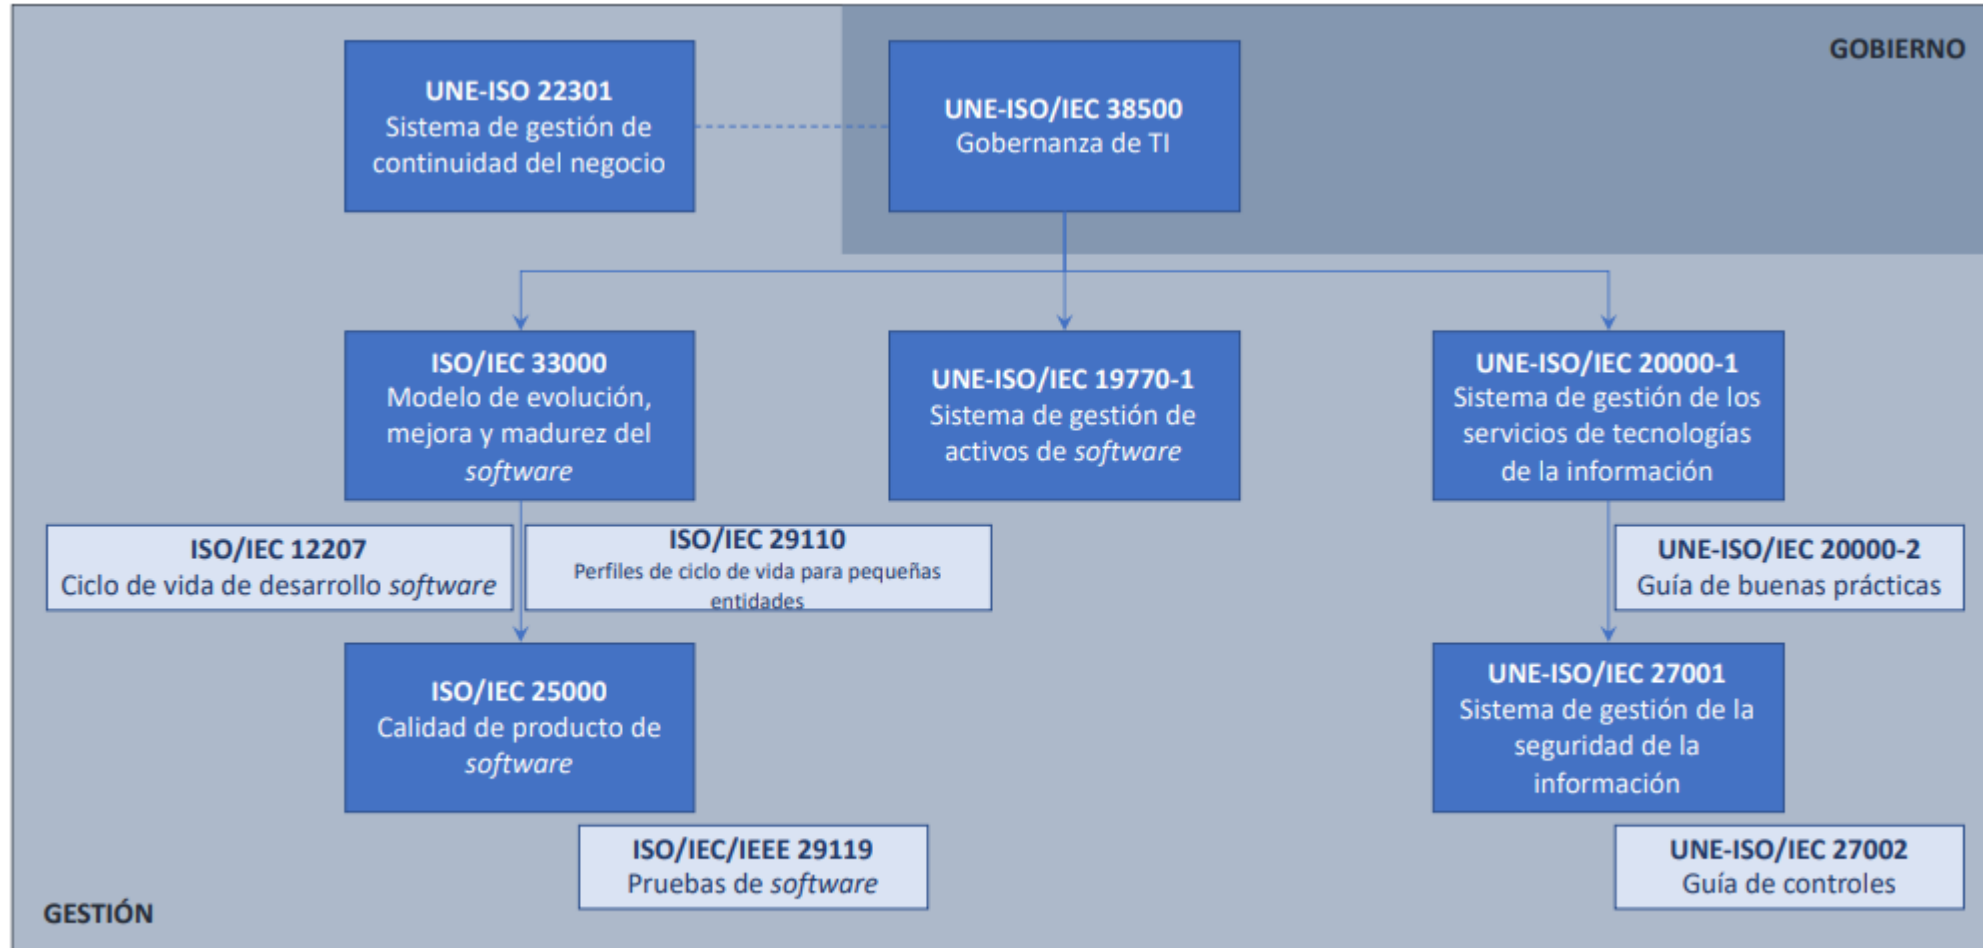 GOBIERNO
UNE-ISO 22301
Sistema de gestión de
continuidad del negocio
UNE-ISO/IEC 38500
Gobernanza de TI
ISO/IEC 33000
Modelo de evolución,
mejora y madurez del
software
UNE-ISO/IEC 19770-1
Sistema de gestión de
activos de software
UNE-ISO/IEC 20000-1
Sistema de gestión de los
servicios de tecnologías
de la información
ISO/IEC 12207
Ciclo de vida de desarrollo software
ISO/IEC 29110
Perfiles de ciclo de vida para pequeñas
entidades
UNE-ISO/IEC 20000-2
Guía de buenas prácticas
ISO/IEC 25000
Calidad de producto de
software
UNE-ISO/IEC 27001
Sistema de gestión de la
seguridad de la
información
ISO/IEC/IEEE 29119
Pruebas de software
UNE-ISO/IEC 27002
Guía de controles
GESTIÓN